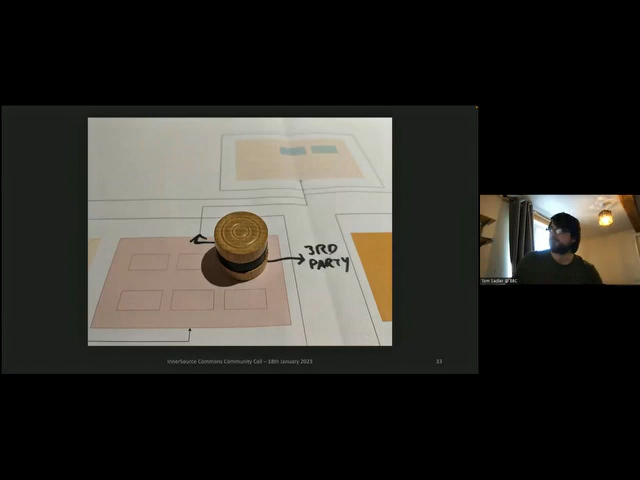 3RD
PARTY
InnerSource Commons Community Call – 18th January 2023
33
Tom Sadler @ BBC